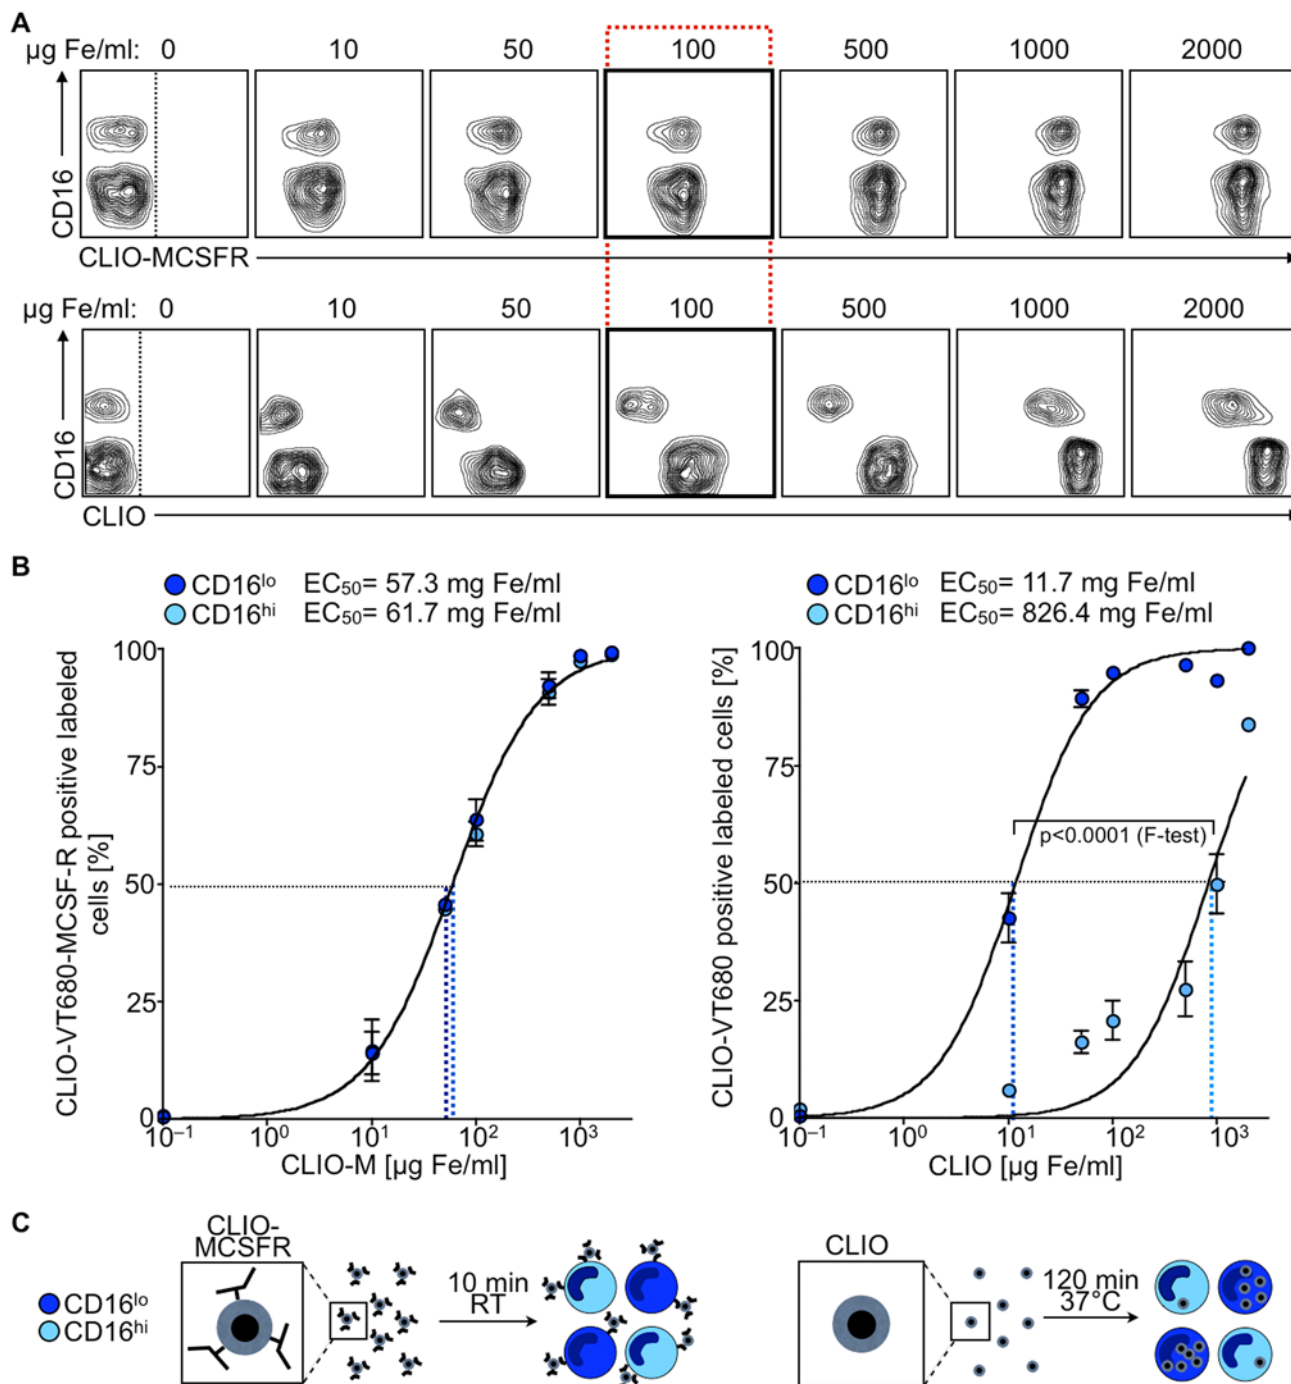 A
µg Fe/ml: 0 10 50 100 500 1000 2000
CD16
CLIO-MCSFR
µg Fe/ml: 0 10 50 100 500 1000 2000
CD16
CLIO
B
CD16lo EC50= 57.3 mg Fe/ml
CD16hi EC50= 61.7 mg Fe/ml
CLIO-VT680-MCSF-R positive labeled
cells [%]
100
75
50
25
0
10–1 100 101 102 103
CLIO-M [µg Fe/ml]
CD16lo EC50= 11.7 mg Fe/ml
CD16hi EC50= 826.4 mg Fe/ml
CLIO-VT680 positive labeled cells [%]
100
75
50
25
0
p<0.0001 (F-test)
10–1 100 101 102 103
CLIO [µg Fe/ml]
C
CD16lo
CD16hi
CLIO-
MCSFR
10 min
RT
CLIO
120 min
37°C